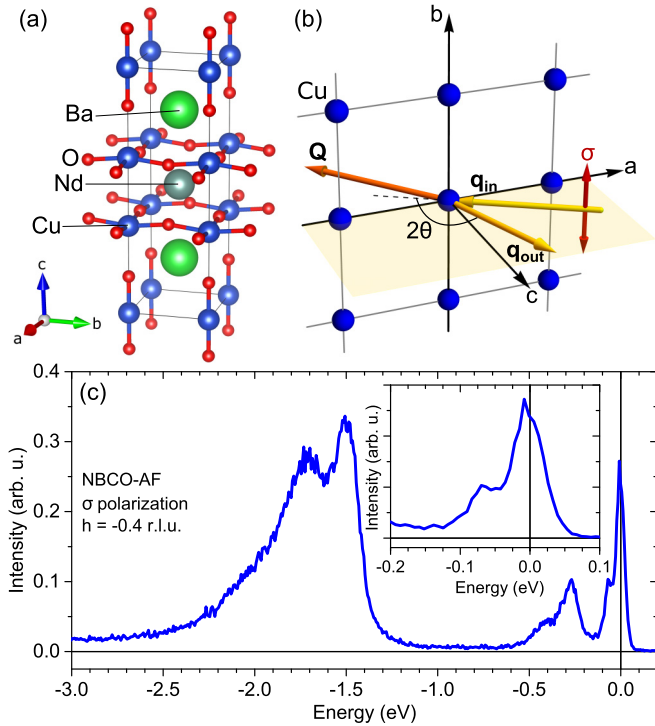 (a)
Ba
O
Nd
Cu
c
b
a
(b)
b
Cu
Q
σ
a
q_in
2θ
q_out
c
(c)
NBCO-AF
σ polarization
h = -0.4 r.l.u.
Intensity (arb. u.)
0.4
0.3
0.2
0.1
0.0
-3.0 -2.5 -2.0 -1.5 -1.0 -0.5 0.0
Energy (eV)
Intensity (arb. u.)
-0.2 -0.1 0.0 0.1
Energy (eV)